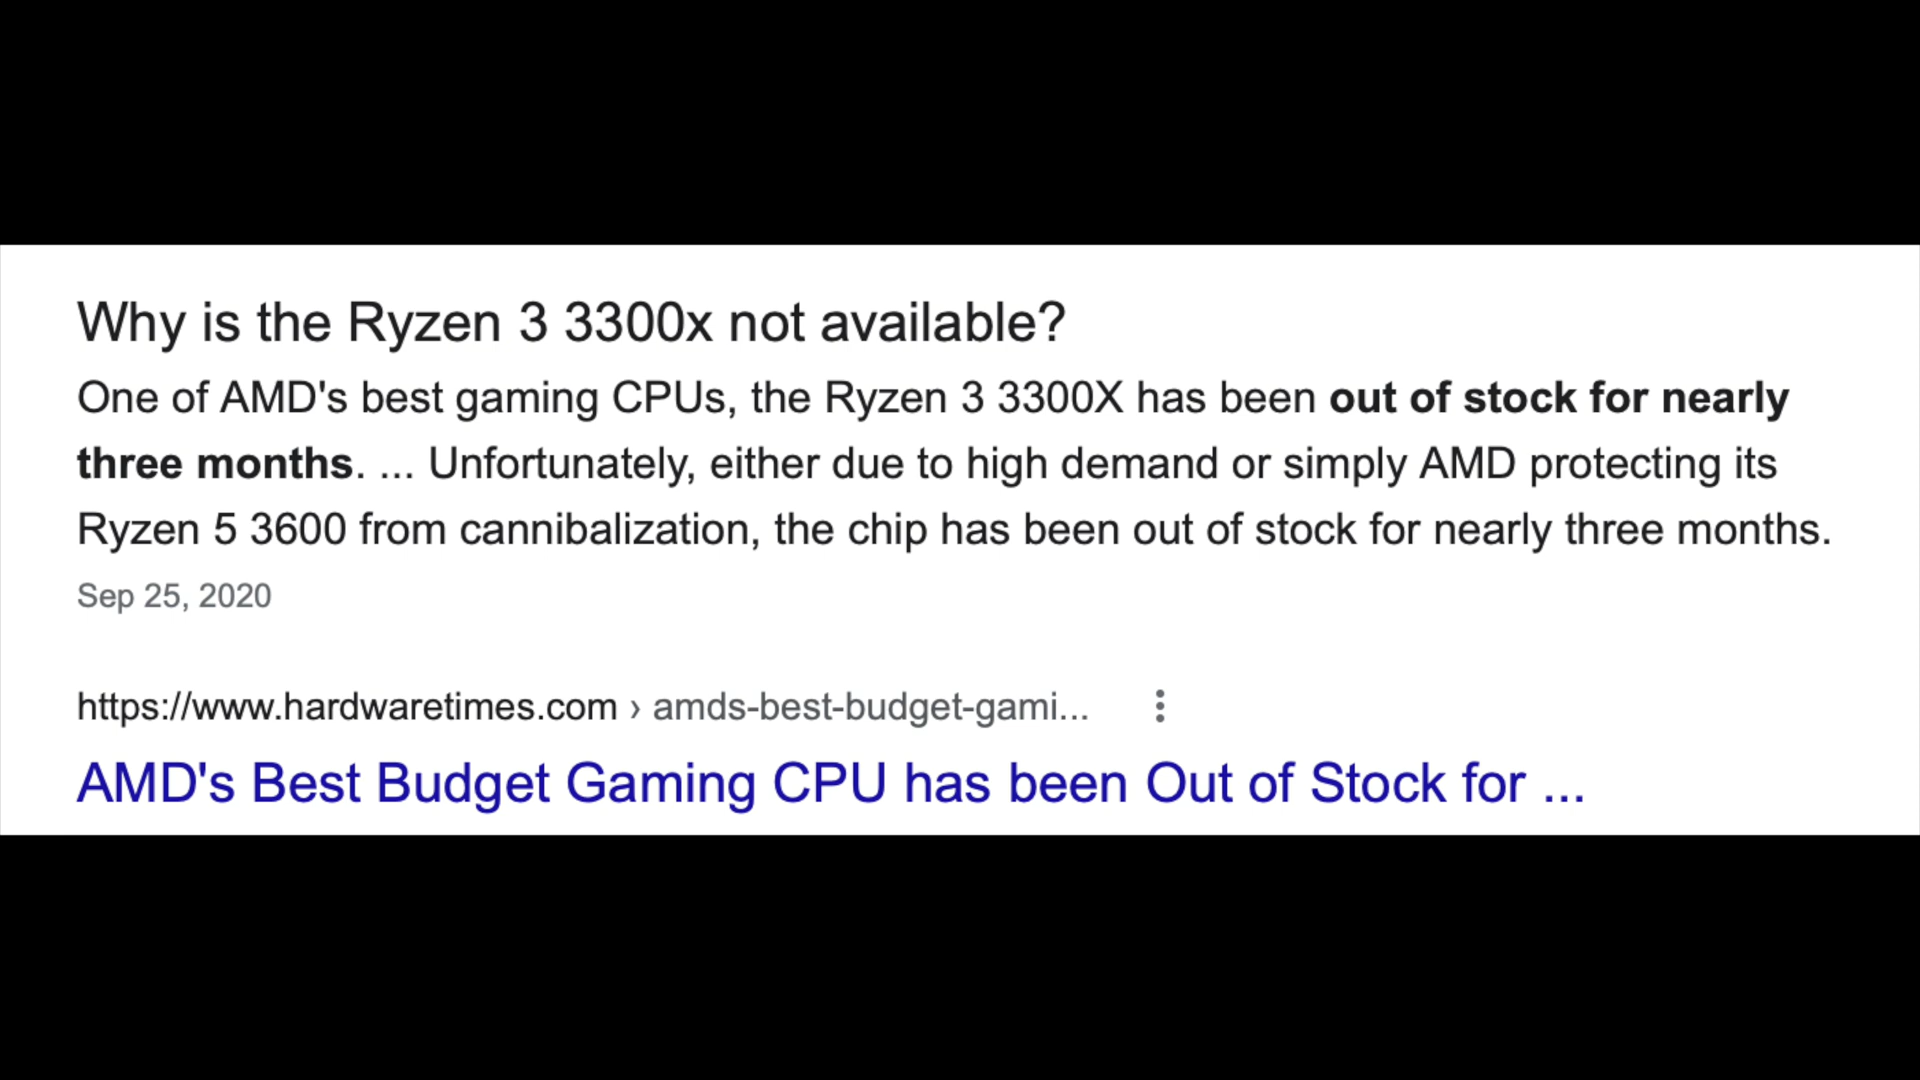 Why is the Ryzen 3 3300x not available?
One of AMD's best gaming CPUs, the Ryzen 3 3300X has been out of stock for nearly
three months. ... Unfortunately, either due to high demand or simply AMD protecting its
Ryzen 5 3600 from cannibalization, the chip has been out of stock for nearly three months.
Sep 25, 2020
https://www.hardwaretimes.com › amds-best-budget-gami...
AMD's Best Budget Gaming CPU has been Out of Stock for ...